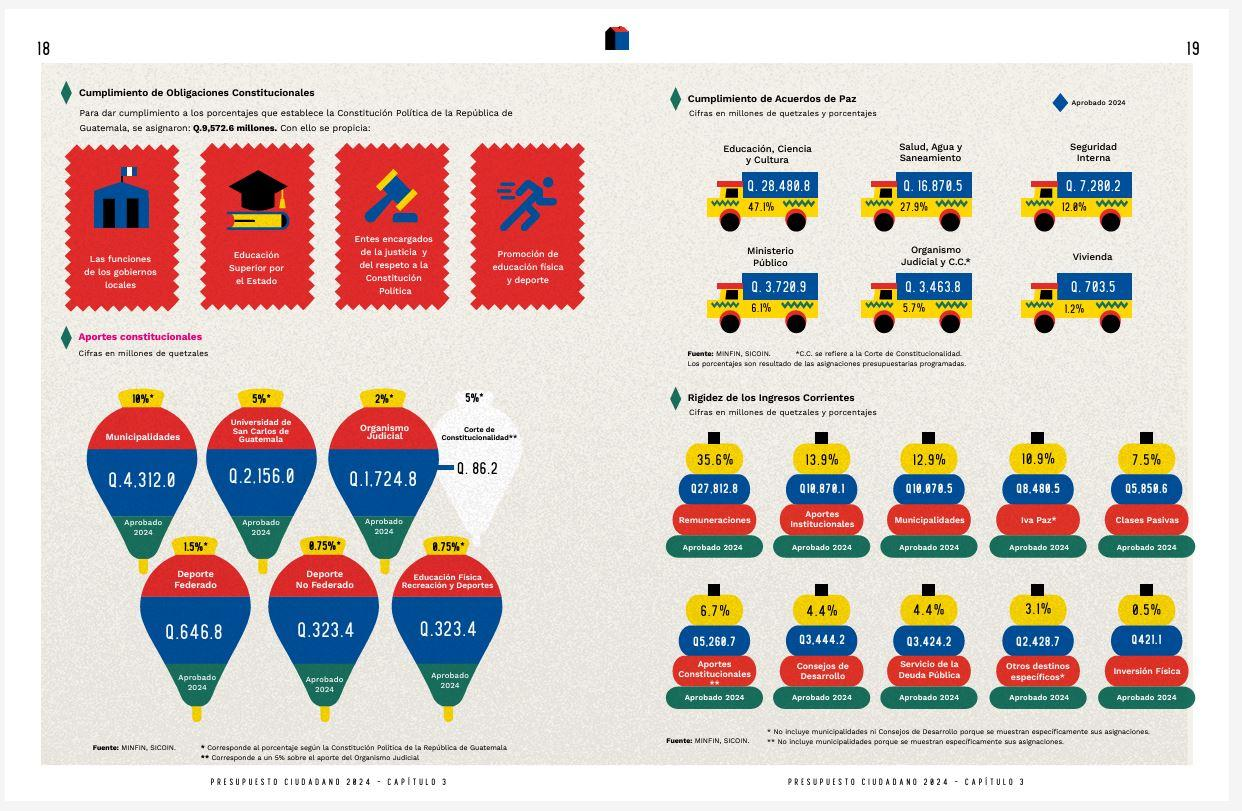 18
Cumplimiento de Obligaciones Constitucionales
Para dar cumplimiento a los porcentajes que establece la Constitución Política de la República de
Guatemala, se asignaron: Q.9,572.6 millones. Con ello se propicia:
Las funciones
de los gobiernos
locales
Educación
Superior por
el Estado
Entes encargados
de la justicia y
del respeto a la
Constitución
Política
Promoción de
educación física
y deporte
Aportes constitucionales
Cifras en millones de quetzales
10%*
Municipalidades
Q.4,312.0
Aprobado
2024
5%*
Universidad de
San Carlos de
Guatemala
Q.2,156.0
Aprobado
2024
2%*
Organismo
Judicial
Q.1,724.8
Aprobado
2024
5%*
Corte de
Constitucionalidad**
Q. 86.2
1.5%*
Deporte
Federado
Q.646.8
Aprobado
2024
0.75%*
Deporte
No Federado
Q.323.4
Aprobado
2024
0.75%*
Educación Física
Recreación y Deportes
Q.323.4
Aprobado
2024
Fuente: MINFIN, SICOIN.
* Corresponde al porcentaje según la Constitución Política de la República de Guatemala
** Corresponde a un 5% sobre el aporte del Organismo Judicial
PRESUPUESTO CIUDADANO 2024 - CAPÍTULO 3
19
Cumplimiento de Acuerdos de Paz
Cifras en millones de quetzales y porcentajes
Aprobado 2024
Educación, Ciencia
y Cultura
Q. 28,480.8
47.1%
Salud, Agua y
Saneamiento
Q. 16,870.5
27.9%
Seguridad
Interna
Q. 7,280.2
12.0%
Ministerio
Público
Q. 3,720.9
6.1%
Organismo
Judicial y C.C.*
Q. 3,463.8
5.7%
Vivienda
Q. 703.5
1.2%
Fuente: MINFIN, SICOIN. *C.C. se refiere a la Corte de Constitucionalidad.
Los porcentajes son resultado de las asignaciones presupuestarias programadas.
Rigidez de los Ingresos Corrientes
Cifras en millones de quetzales y porcentajes
35.6%
Q27,812.8
Remuneraciones
Aprobado 2024
13.9%
Q10,870.1
Aportes
Institucionales
Aprobado 2024
12.9%
Q10,070.5
Municipalidades
Aprobado 2024
10.9%
Q8,480.5
Iva Paz*
Aprobado 2024
7.5%
Q5,850.6
Clases Pasivas
Aprobado 2024
6.7%
Q5,260.7
Aportes
Constitucionales
**
Aprobado 2024
4.4%
Q3,444.2
Consejos de
Desarrollo
Aprobado 2024
4.4%
Q3,424.2
Servicio de la
Deuda Pública
Aprobado 2024
3.1%
Q2,428.7
Otros destinos
específicos*
Aprobado 2024
0.5%
Q421.1
Inversión Física
Aprobado 2024
Fuente: MINFIN, SICOIN.
* No incluye municipalidades ni Consejos de Desarrollo porque se muestran específicamente sus asignaciones.
** No incluye municipalidades porque se muestran específicamente sus asignaciones.
PRESUPUESTO CIUDADANO 2024 - CAPÍTULO 3